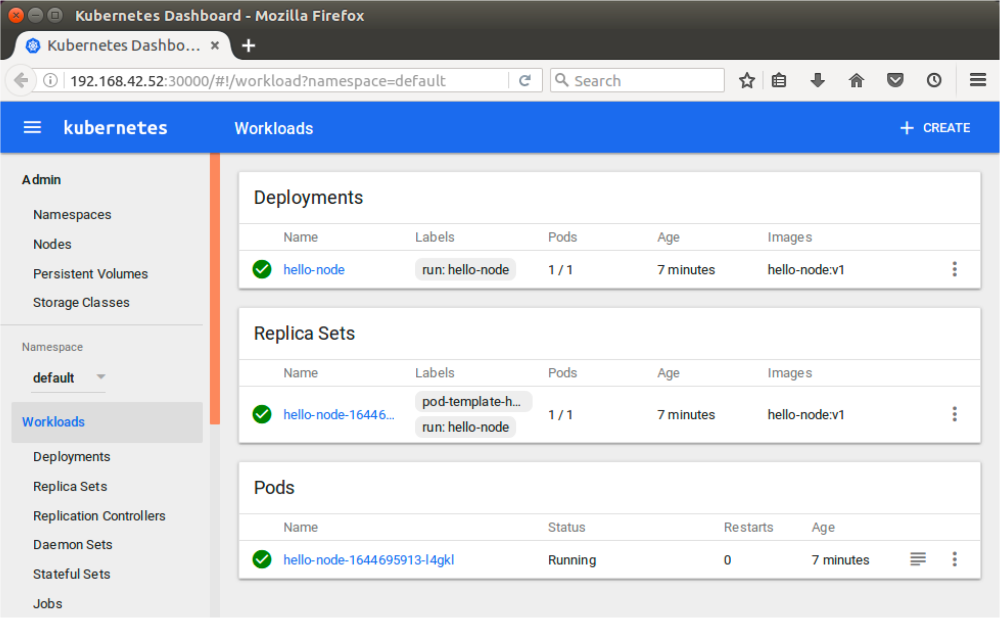 Kubernetes Dashboard - Mozilla Firefox
Kubernetes Dashbo...
192.168.42.52:30000/#!/workload?namespace=default
Search
kubernetes
Workloads
CREATE
Admin
Namespaces
Nodes
Persistent Volumes
Storage Classes
Namespace
default
Workloads
Deployments
Replica Sets
Replication Controllers
Daemon Sets
Stateful Sets
Jobs
Deployments
Name Labels Pods Age Images
hello-node run: hello-node 1 / 1 7 minutes hello-node:v1
Replica Sets
Name Labels Pods Age Images
hello-node-16446... pod-template-h... 1 / 1 7 minutes hello-node:v1
run: hello-node
Pods
Name Status Restarts Age
hello-node-1644695913-l4gkl Running 0 7 minutes